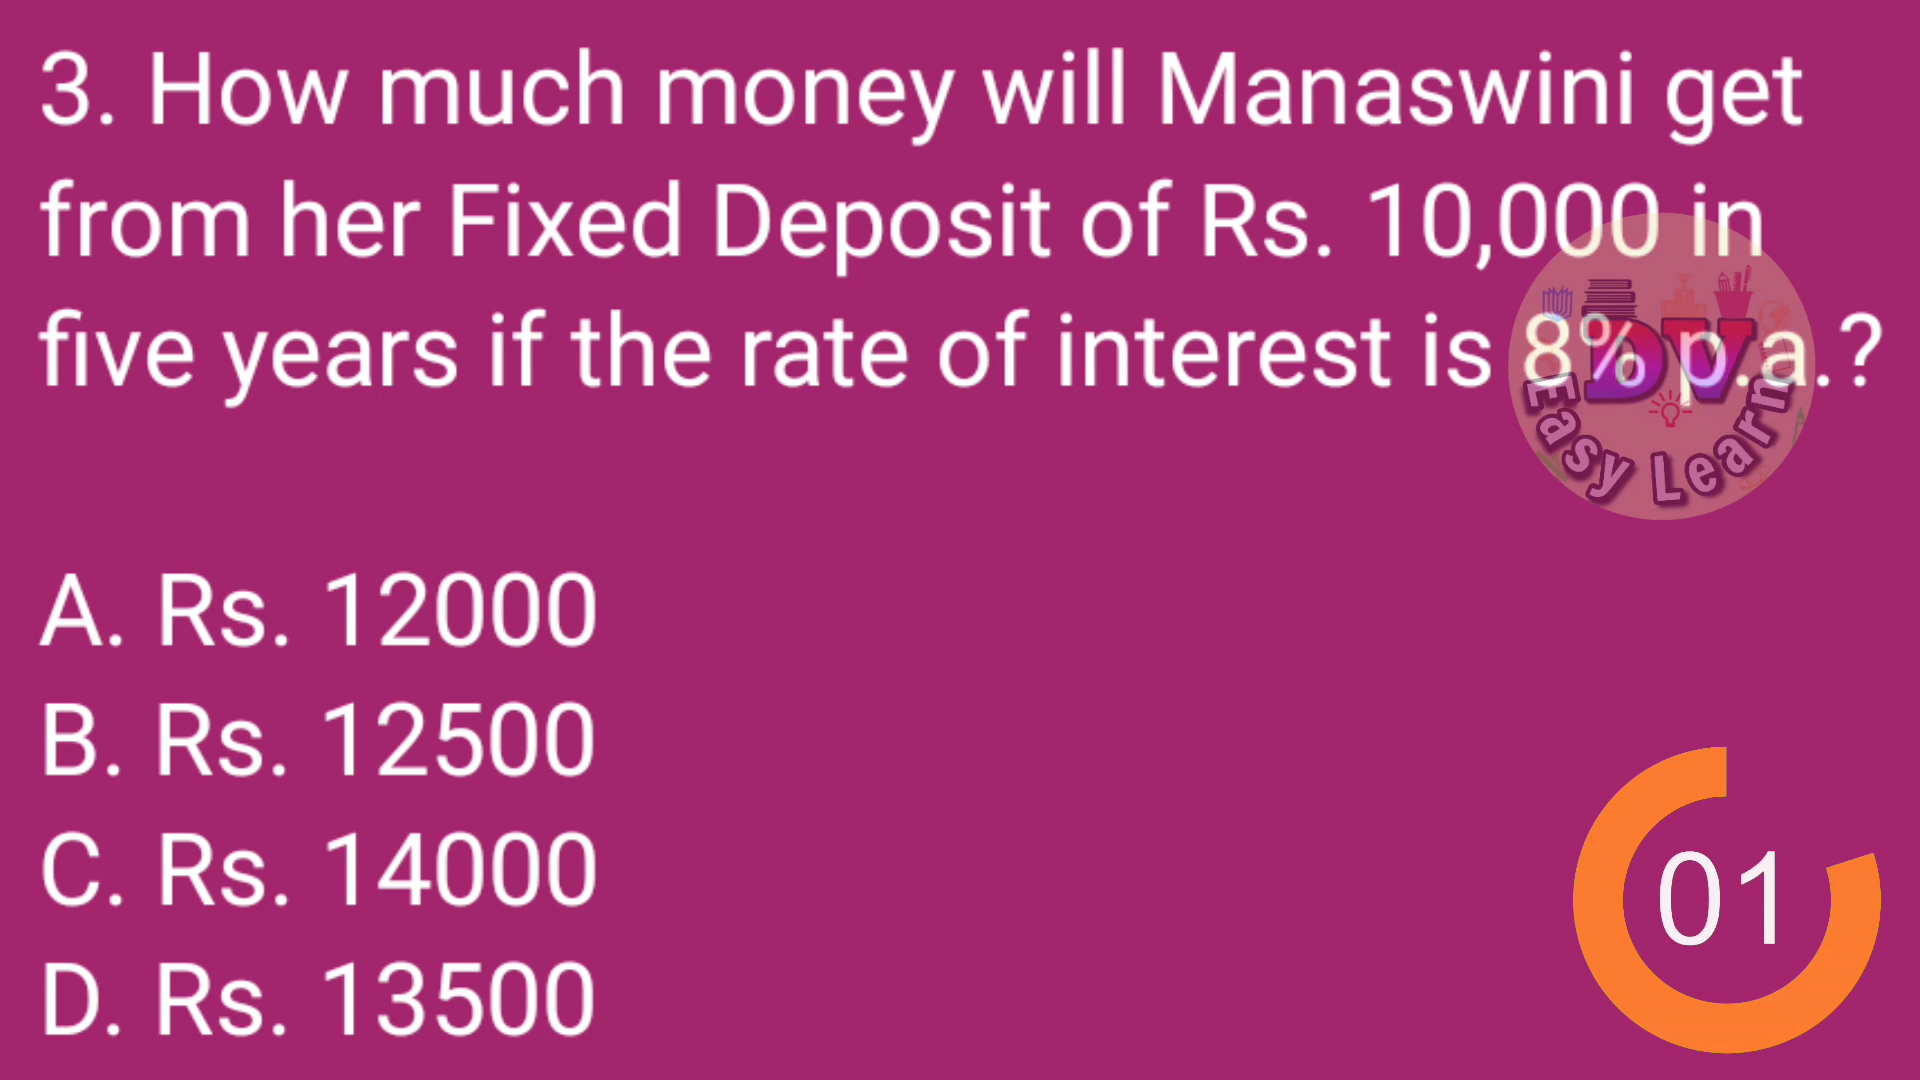 3. How much money will Manaswini get
from her Fixed Deposit of Rs. 10,000 in
five years if the rate of interest is 8% p.a.?
DV
Easy Learn
A. Rs. 12000
B. Rs. 12500
C. Rs. 14000
D. Rs. 13500
01